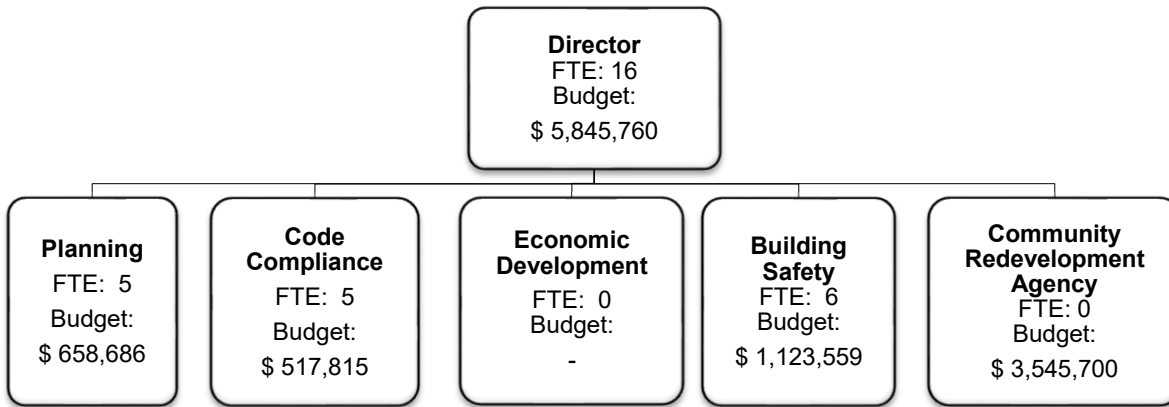 Director
FTE: 16
Budget:
$ 5,845,760
Planning
FTE: 5
Budget:
$ 658,686
Code
Compliance
FTE: 5
Budget:
$ 517,815
Economic
Development
FTE: 0
Budget:
-
Building
Safety
FTE: 6
Budget:
$ 1,123,559
Community
Redevelopment
Agency
FTE: 0
Budget:
$ 3,545,700